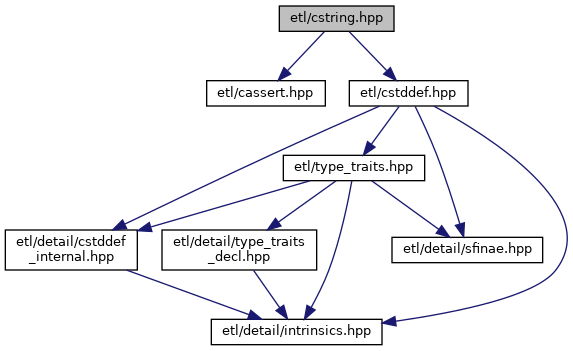 etl/cstring.hpp
etl/cassert.hpp
etl/cstddef.hpp
etl/type_traits.hpp
etl/detail/cstddef
_internal.hpp
etl/detail/type_traits
_decl.hpp
etl/detail/sfinae.hpp
etl/detail/intrinsics.hpp